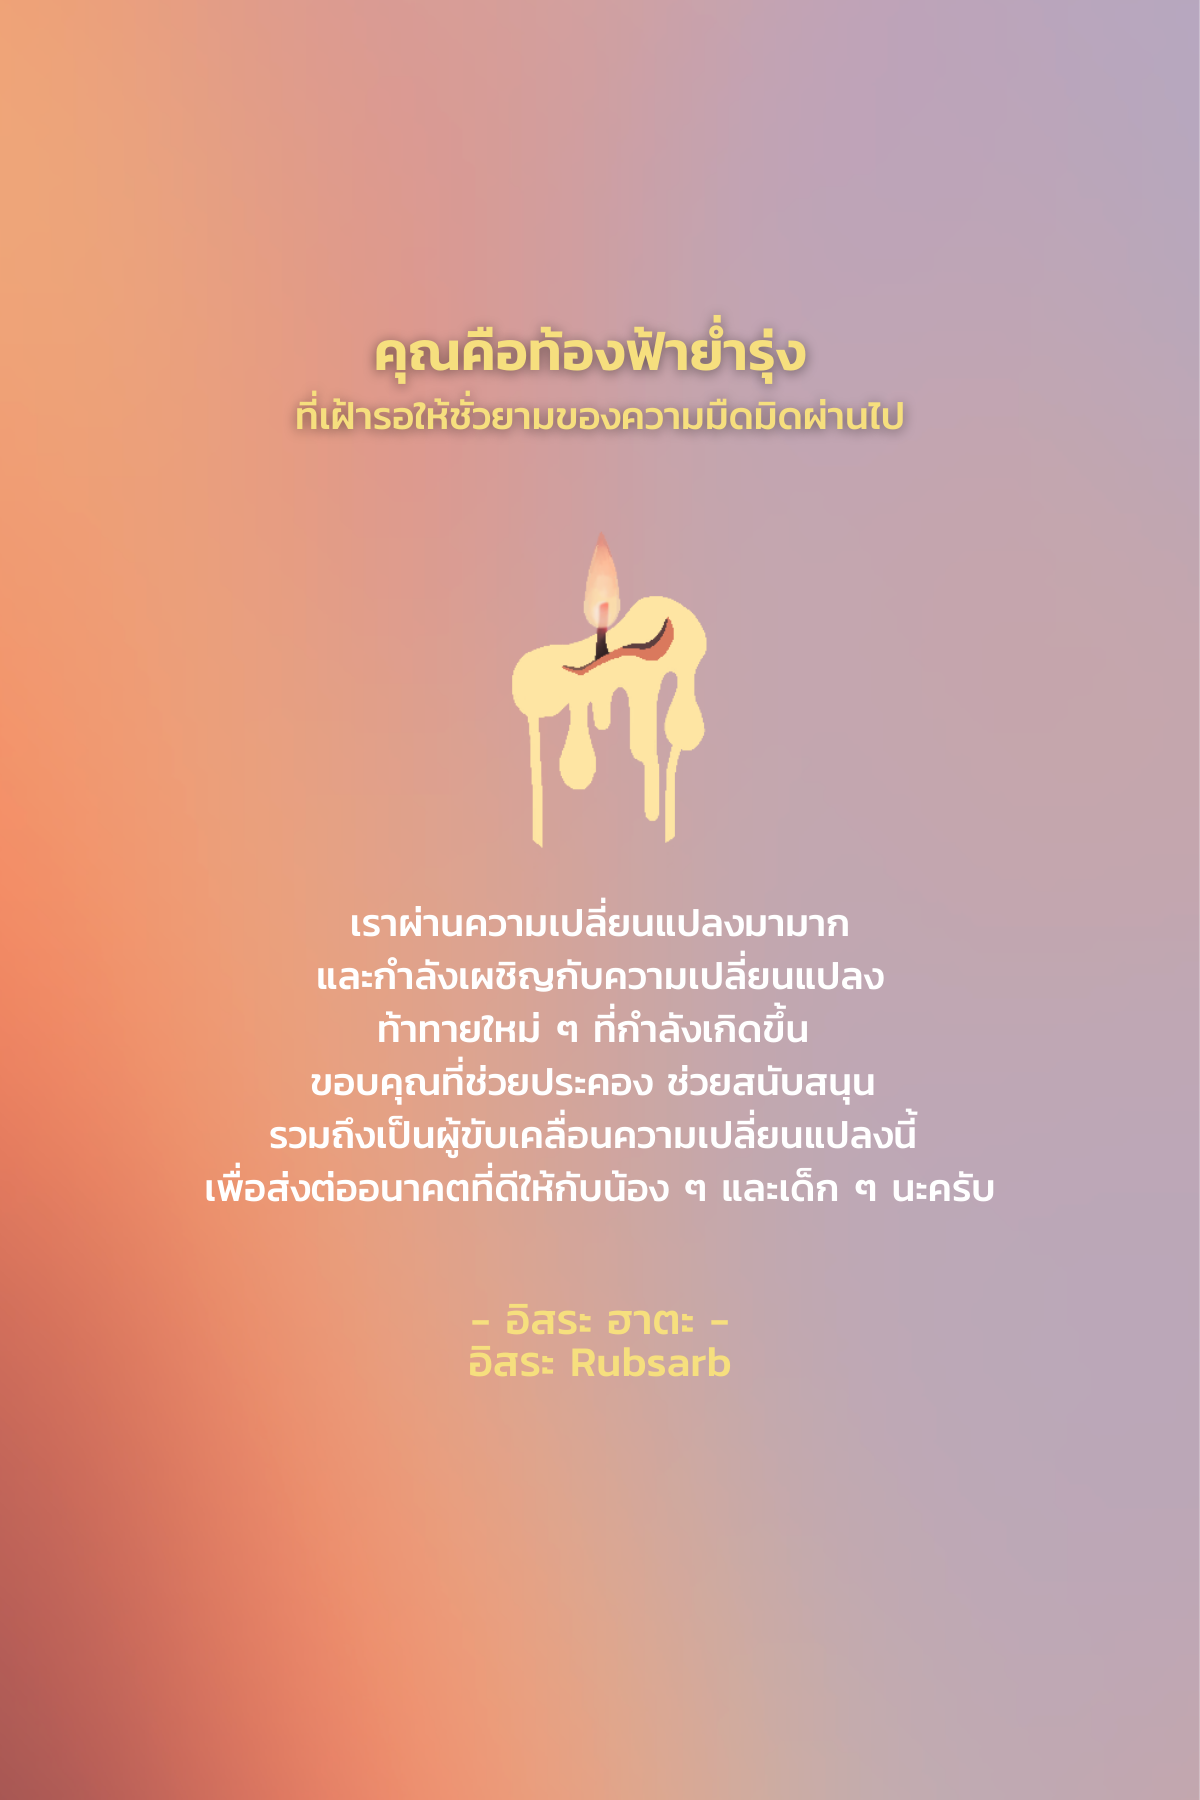 คุณคือท้องฟ้าย่ำรุ่ง
ที่เฝ้ารอให้ชั่วยามของความมืดมิดผ่านไป
เราผ่านความเปลี่ยนแปลงมามาก
และกำลังเผชิญกับความเปลี่ยนแปลง
ท้าทายใหม่ ๆ ที่กำลังเกิดขึ้น
ขอบคุณที่ช่วยประคอง ช่วยสนับสนุน
รวมถึงเป็นผู้ขับเคลื่อนความเปลี่ยนแปลงนี้
เพื่อส่งต่ออนาคตที่ดีให้กับน้อง ๆ และเด็ก ๆ นะครับ
- อิสระ ฮาตะ -
อิสระ Rubsarb